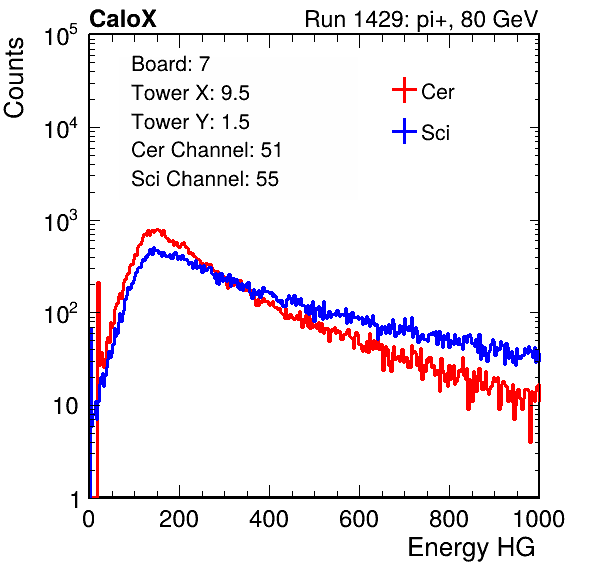 CaloX Run 1429: pi+, 80 GeV
Counts
Board: 7
Tower X: 9.5
Tower Y: 1.5
Cer Channel: 51
Sci Channel: 55
Cer
Sci
10^5
10^4
10^3
10^2
10
1
0 200 400 600 800 1000
Energy HG